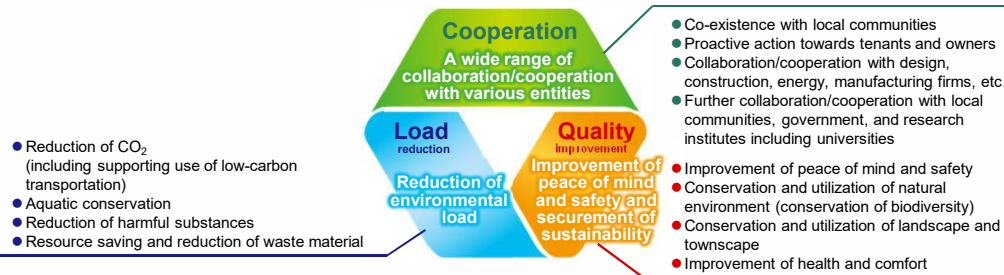 Cooperation
A wide range of
collaboration/cooperation
with various entities
Load
reduction
Reduction of
environmental
load
Quality
improvement
Improvement of
peace of mind
and safety and
securement of
sustainability
● Co-existence with local communities
● Proactive action towards tenants and owners
● Collaboration/cooperation with design,
construction, energy, manufacturing firms, etc.
● Further collaboration/cooperation with local
communities, government, and research
institutes including universities
● Reduction of CO₂
(including supporting use of low-carbon
transportation)
● Aquatic conservation
● Reduction of harmful substances
● Resource saving and reduction of waste material
● Improvement of peace of mind and safety
● Conservation and utilization of natural
environment (conservation of biodiversity)
● Conservation and utilization of landscape and
townscape
● Improvement of health and comfort